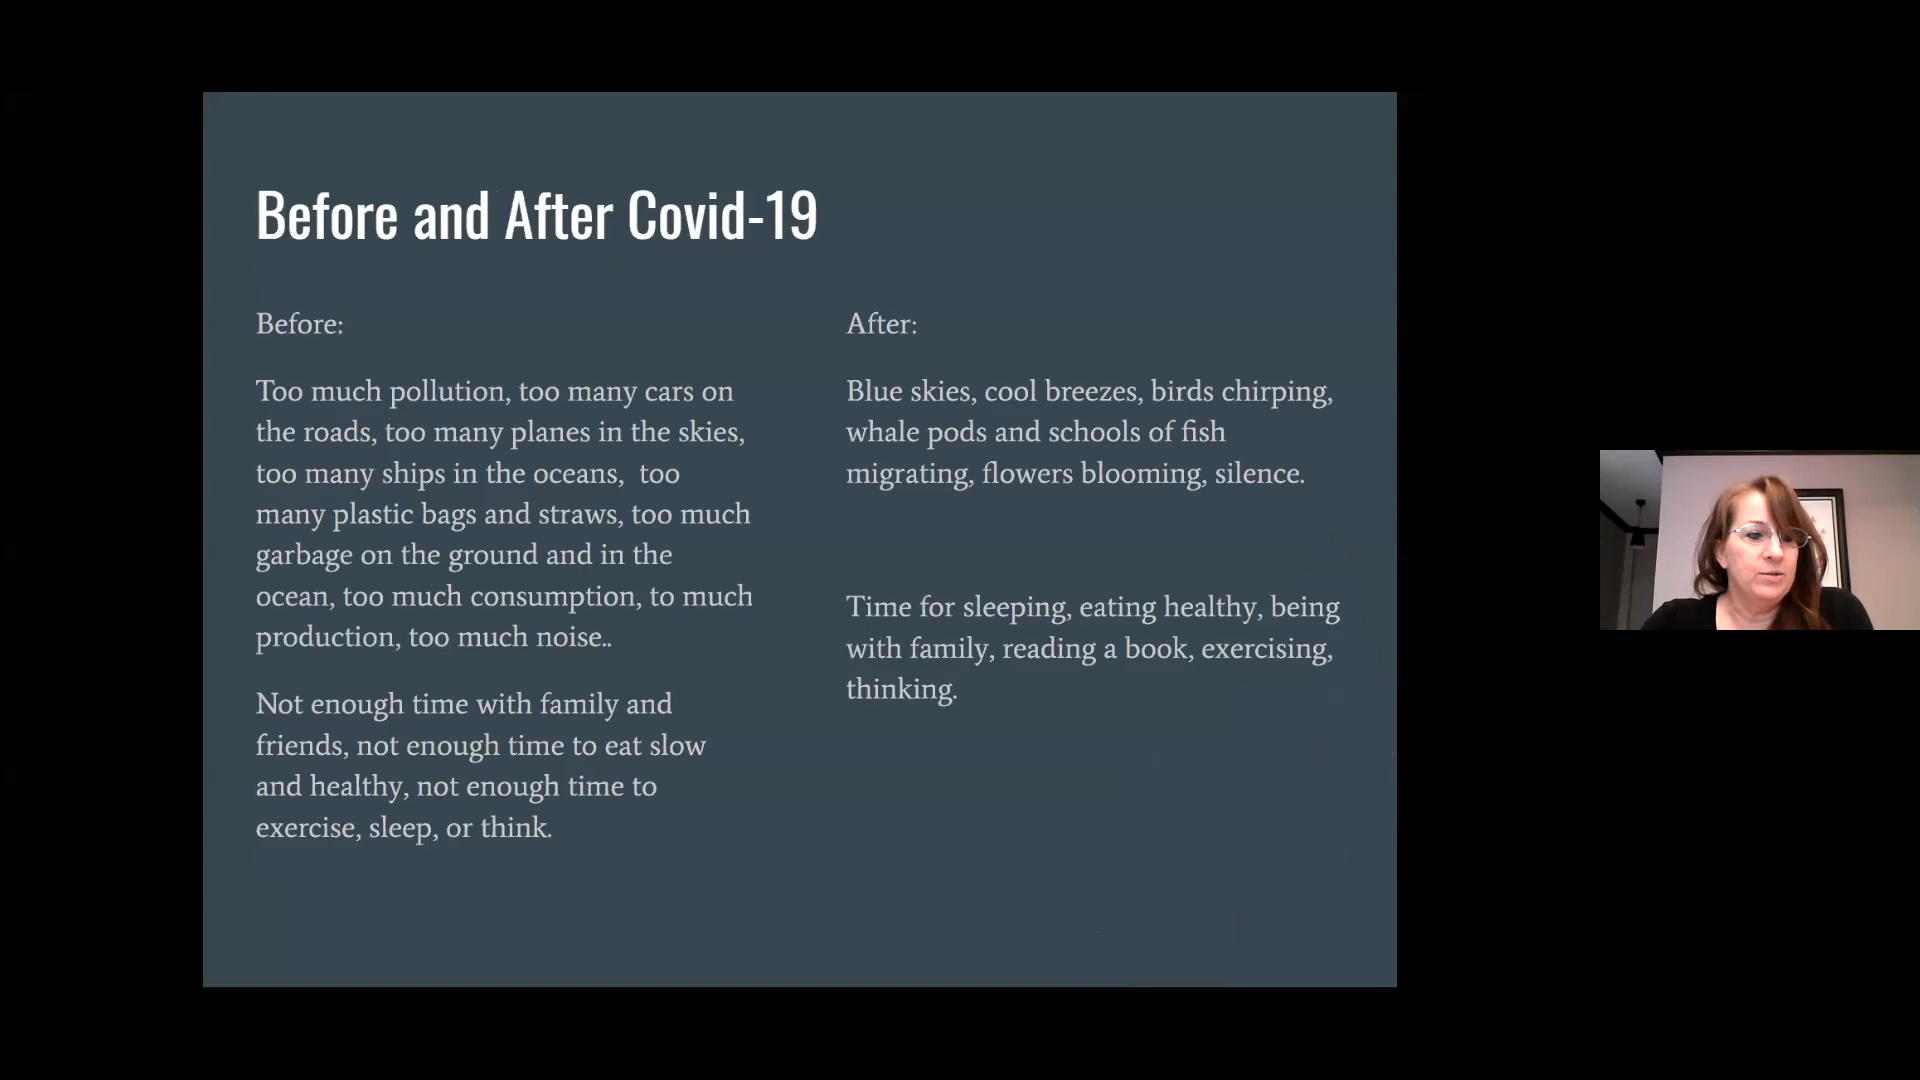 Before and After Covid-19
Before:
Too much pollution, too many cars on
the roads, too many planes in the skies,
too many ships in the oceans,  too
many plastic bags and straws, too much
garbage on the ground and in the
ocean, too much consumption, to much
production, too much noise..
Not enough time with family and
friends, not enough time to eat slow
and healthy, not enough time to
exercise, sleep, or think.
After:
Blue skies, cool breezes, birds chirping,
whale pods and schools of fish
migrating, flowers blooming, silence.
Time for sleeping, eating healthy, being
with family, reading a book, exercising,
thinking.